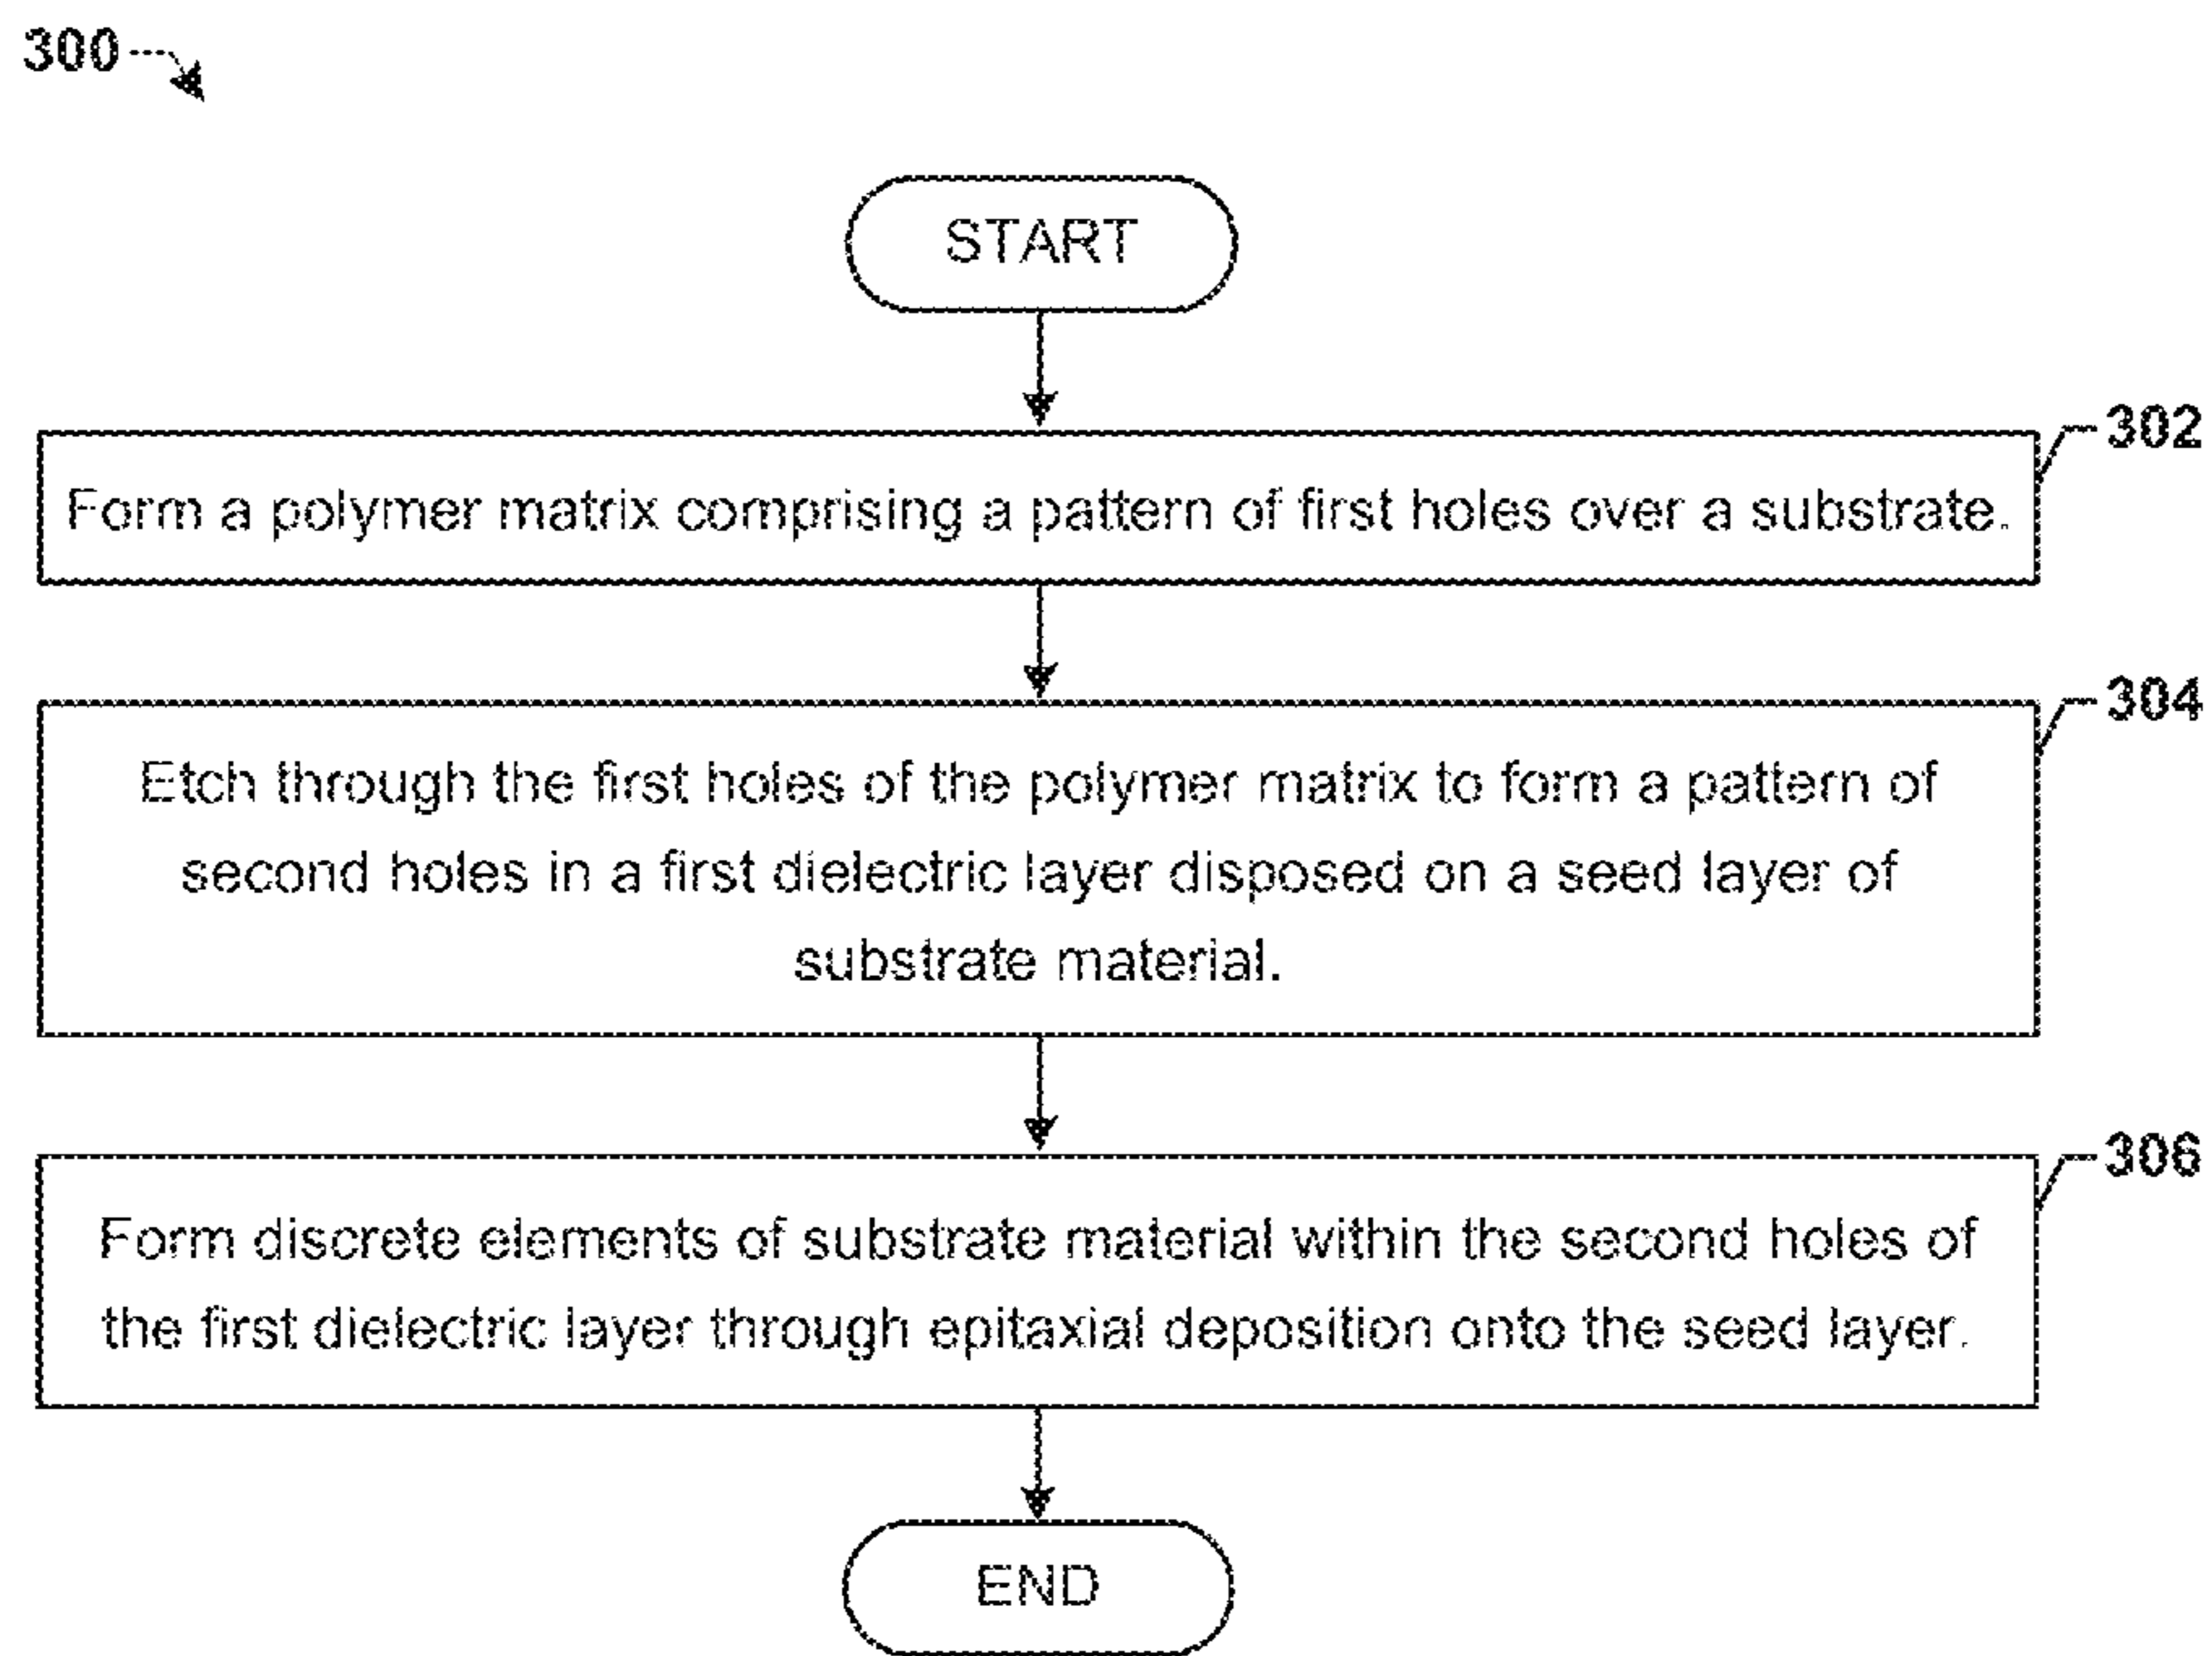 300
START
302
Form a polymer matrix comprising a pattern of first holes over a substrate.
304
Etch through the first holes of the polymer matrix to form a pattern of
second holes in a first dielectric layer disposed on a seed layer of
substrate material.
306
Form discrete elements of substrate material within the second holes of
the first dielectric layer through epitaxial deposition onto the seed layer.
END